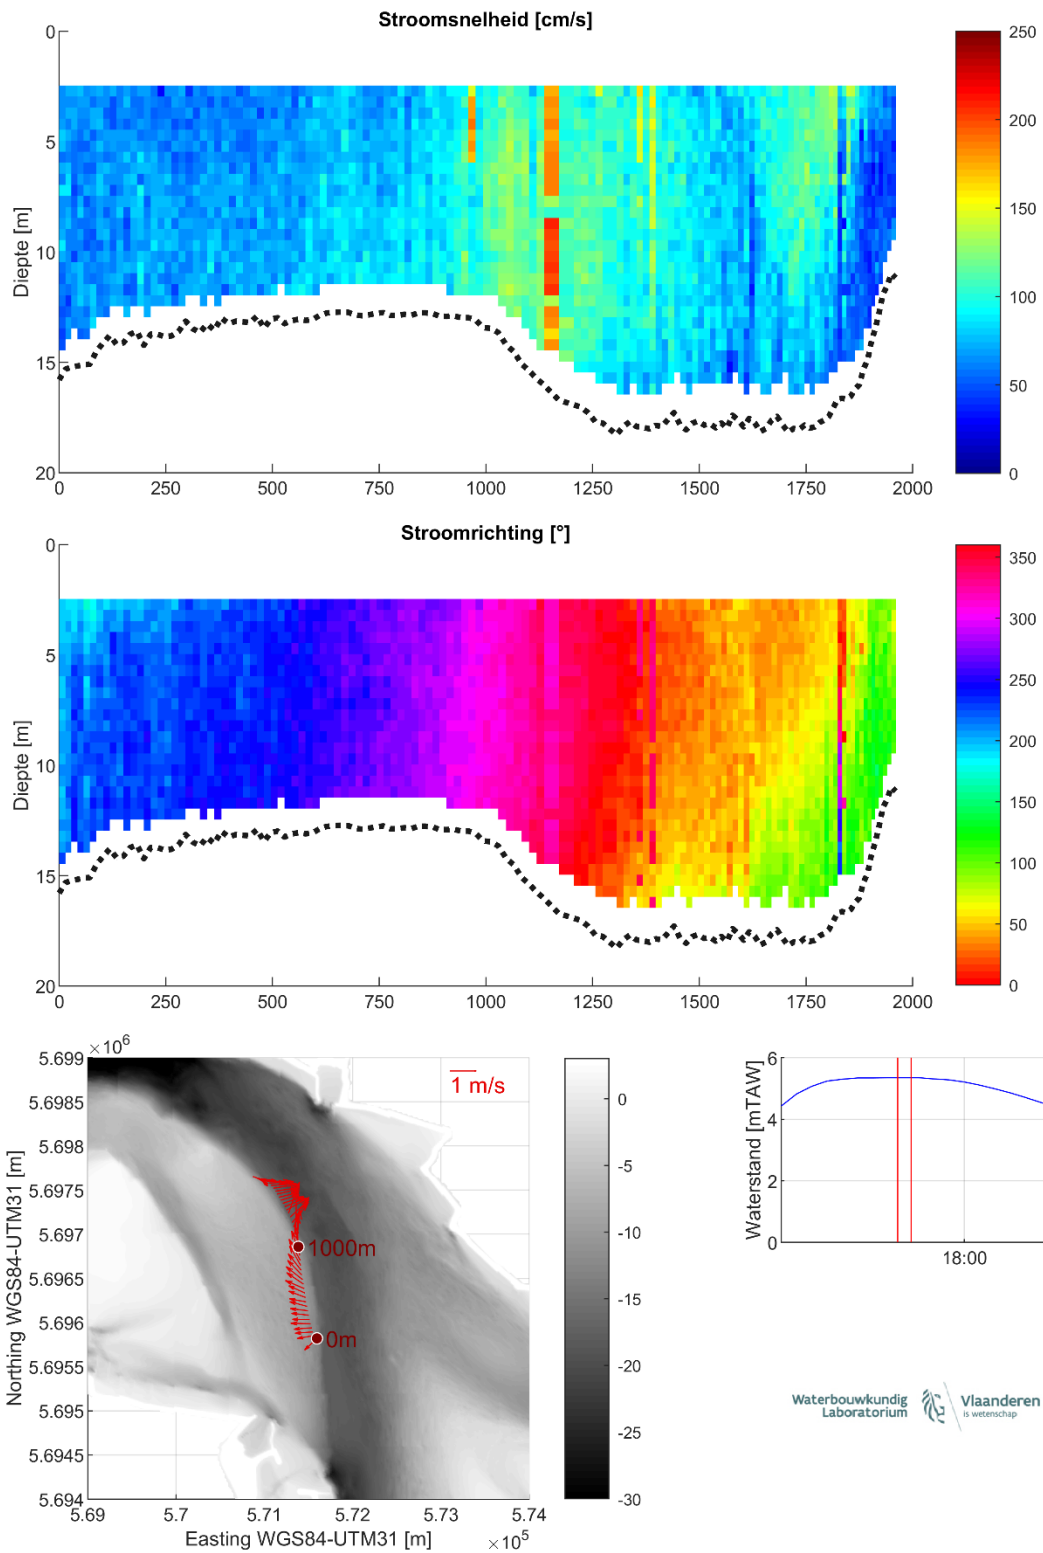 Stroomsnelheid [cm/s]
0
5
10
15
20
Diepte [m]
0 250 500 750 1000 1250 1500 1750 2000
250
200
150
100
50
0
Stroomrichting [°]
0
5
10
15
20
Diepte [m]
0 250 500 750 1000 1250 1500 1750 2000
350
300
250
200
150
100
50
0
×10⁶
5.699
5.6985
5.698
5.6975
5.697
5.6965
5.696
5.6955
5.695
5.6945
5.694
Northing WGS84-UTM31 [m]
1 m/s
1000m
0m
5.69 5.7 5.71 5.72 5.73 5.74
Easting WGS84-UTM31 [m]
×10⁵
0
-5
-10
-15
-20
-25
-30
6
4
2
0
Waterstand [mTAW]
18:00
Waterbouwkundig
Laboratorium
Vlaanderen
is wetenschap